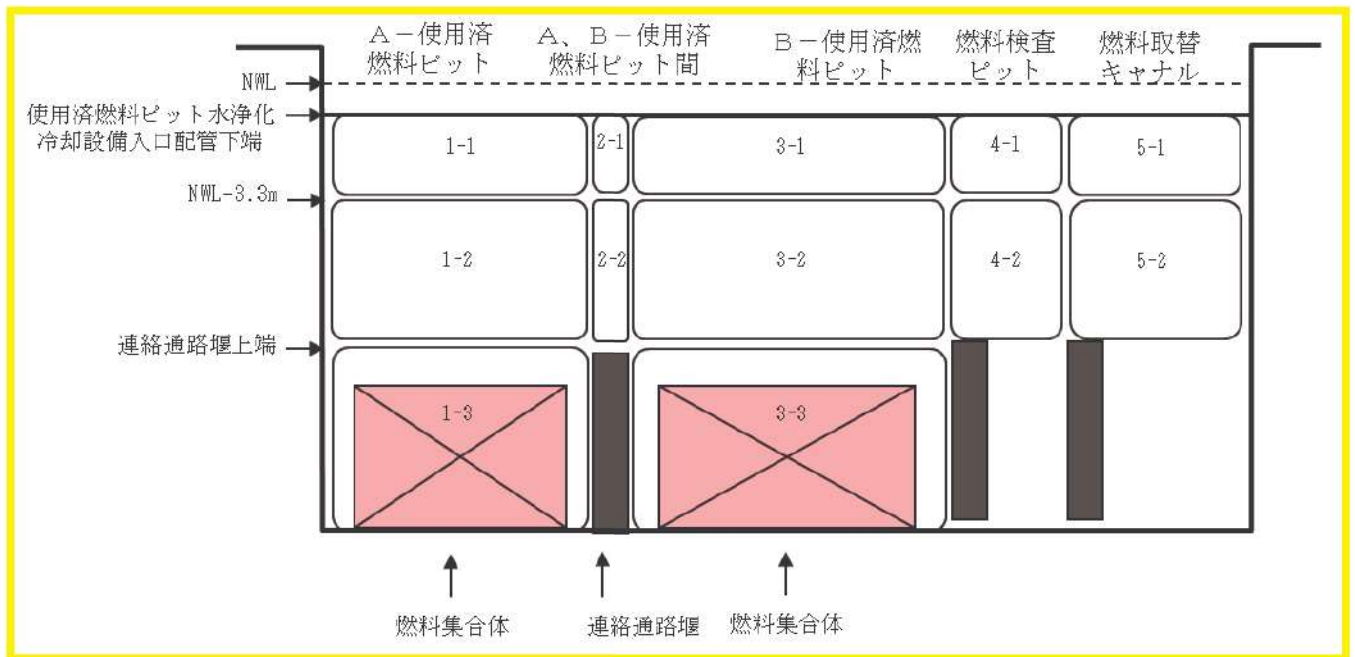 A－使用済
燃料ピット
A、B－使用済
燃料ピット間
B－使用済燃
料ピット
燃料検査
ピット
燃料取替
キャナル
NWL
使用済燃料ピット水浄化
冷却設備入口配管下端
1-1
2-1
3-1
4-1
5-1
NWL-3.3m
1-2
2-2
3-2
4-2
5-2
連絡通路堰上端
1-3
3-3
燃料集合体
連絡通路堰
燃料集合体